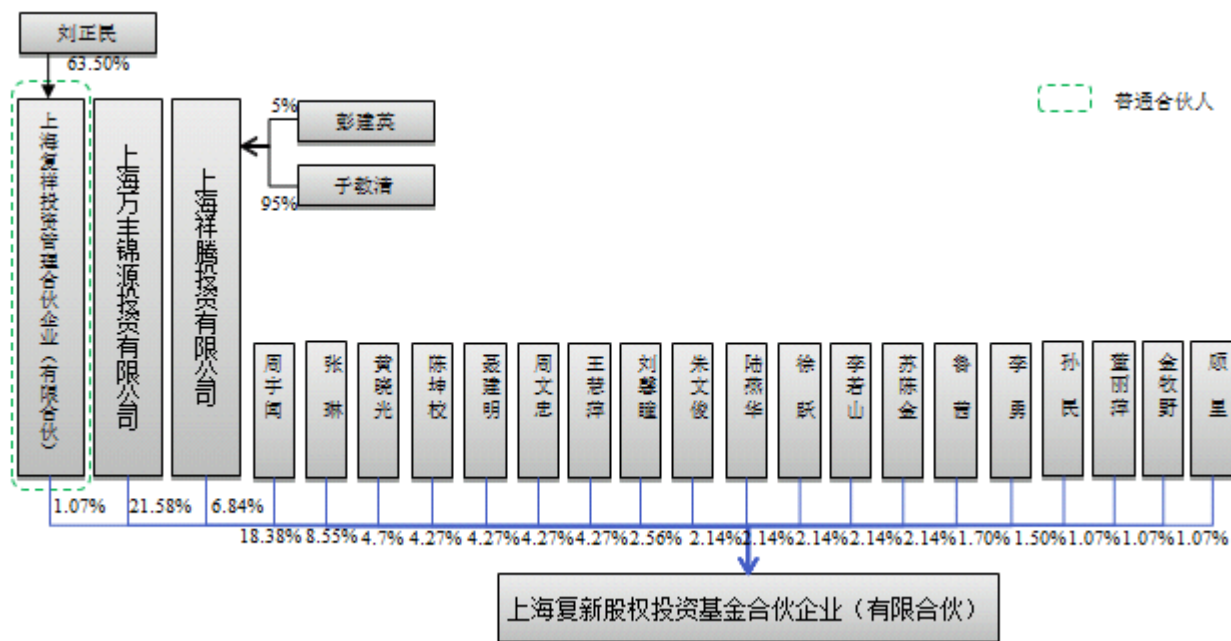 刘正民
63.50%
上海复祥投资管理合伙企业（有限合伙）
上海万丰锦源投资有限公司
上海祥腾投资有限公司
5%
彭建英
于敏清
95%
普通合伙人
张琳
黄晓光
陈坤校
聂建明
周文忠
王慧萍
刘馨瞳
朱文俊
陆燕华
徐跃
李若山
苏陈金
鲁茜
李勇
孙民
董丽萍
金牧野
1.07%
21.58%
6.84%
18.38%
8.55%
4.7%
4.27%
4.27%
4.27%
4.27%
2.56%
2.14%
2.14%
2.14%
2.14%
2.14%
1.70%
1.50%
1.07%
1.07%
1.07%
上海复新股权投资基金合伙企业（有限合伙）